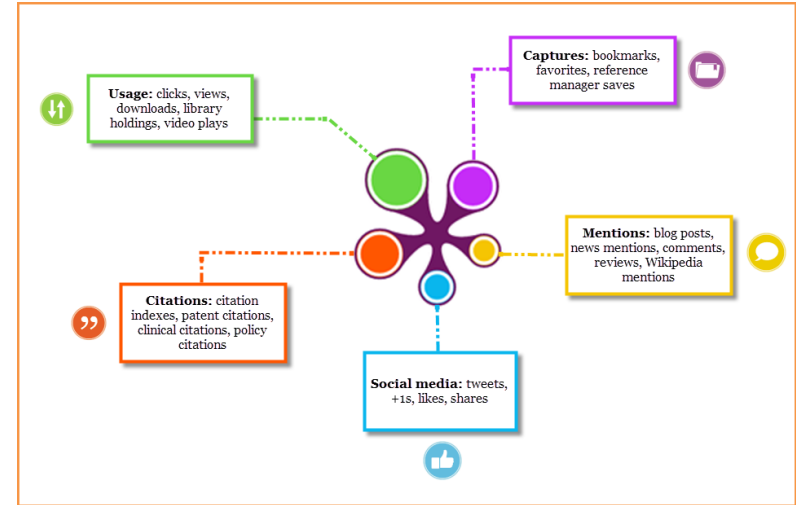 Captures: bookmarks,
favorites, reference
manager saves
Usage: clicks, views,
downloads, library
holdings, video plays
Mentions: blog posts,
news mentions, comments,
reviews, Wikipedia
mentions
Citations: citation
indexes, patent citations,
clinical citations, policy
citations
Social media: tweets,
+1s, likes, shares